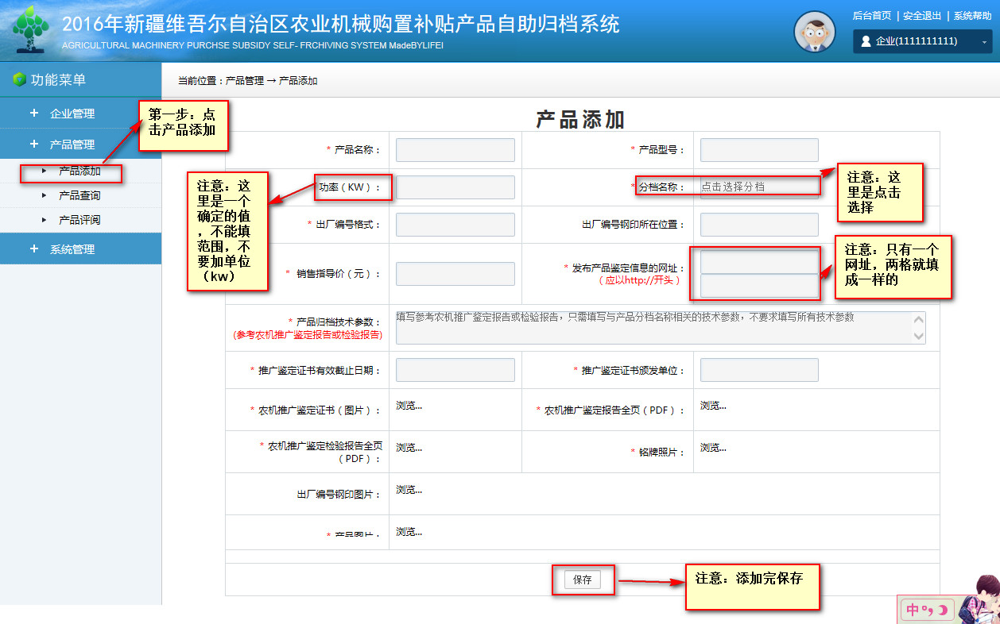 2016年新疆维吾尔自治区农业机械购置补贴产品自助归档系统
AGRICULTURAL MACHINERY PURCHSE SUBSIDY SELF- FRCHIVING SYSTEM MadeBYLIFEI
后台首页 | 安全退出 | 系统帮助
企业(1111111111)
功能菜单
+ 企业管理
+ 产品管理
产品添加
产品查询
产品评阅
+ 系统管理
第一步：点
击产品添加
当前位置：产品管理 → 产品添加
产品添加
* 产品名称：
* 产品型号：
功率（KW）：
* 分档名称：
点击选择分档
注意：这
里是一个
确定的值
，不能填
范围，不
要加单位
（kw）
注意：这
里是点击
选择
* 出厂编号格式：
出厂编号钢印所在位置：
* 销售指导价（元）：
* 发布产品鉴定信息的网址：
（应以http://开头）
注意：只有一个
网址，两格就填
成一样的
* 产品归档技术参数：
(参考农机推广鉴定报告或检验报告)
填写参考农机推广鉴定报告或检验报告，只需填写与产品分档名称相关的技术参数，不要求填写所有技术参数
* 推广鉴定证书有效截止日期：
* 推广鉴定证书颁发单位：
* 农机推广鉴定证书（图片）：
浏览...
* 农机推广鉴定报告全页（PDF）：
浏览...
* 农机推广鉴定检验报告全页
（PDF）：
浏览...
* 铭牌照片：
浏览...
出厂编号钢印图片：
浏览...
* 产品图片：
浏览...
保存
注意：添加完保存
中